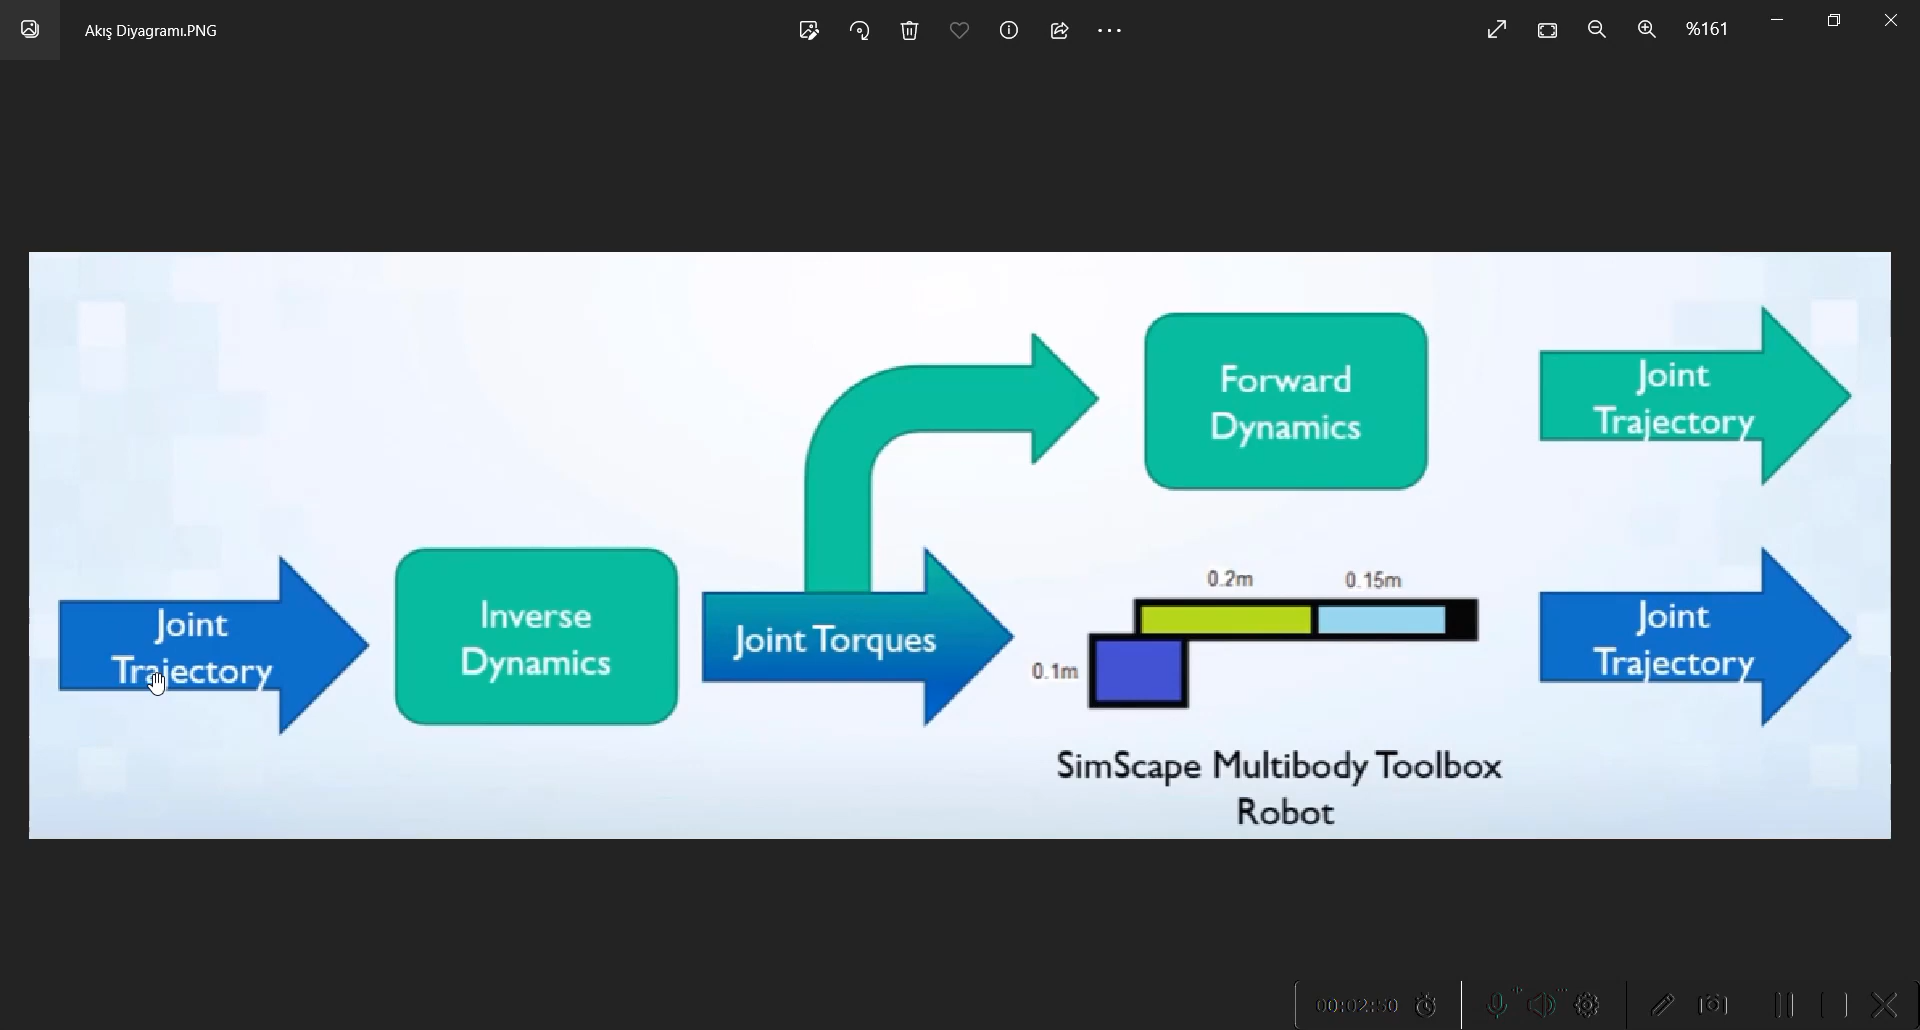 Akış Diyagramı.PNG
%161
Forward
Dynamics
Joint
Trajectory
Joint
Trajectory
Inverse
Dynamics
Joint Torques
0.2m
0.15m
0.1m
Joint
Trajectory
SimScape Multibody Toolbox
Robot
00:02:50